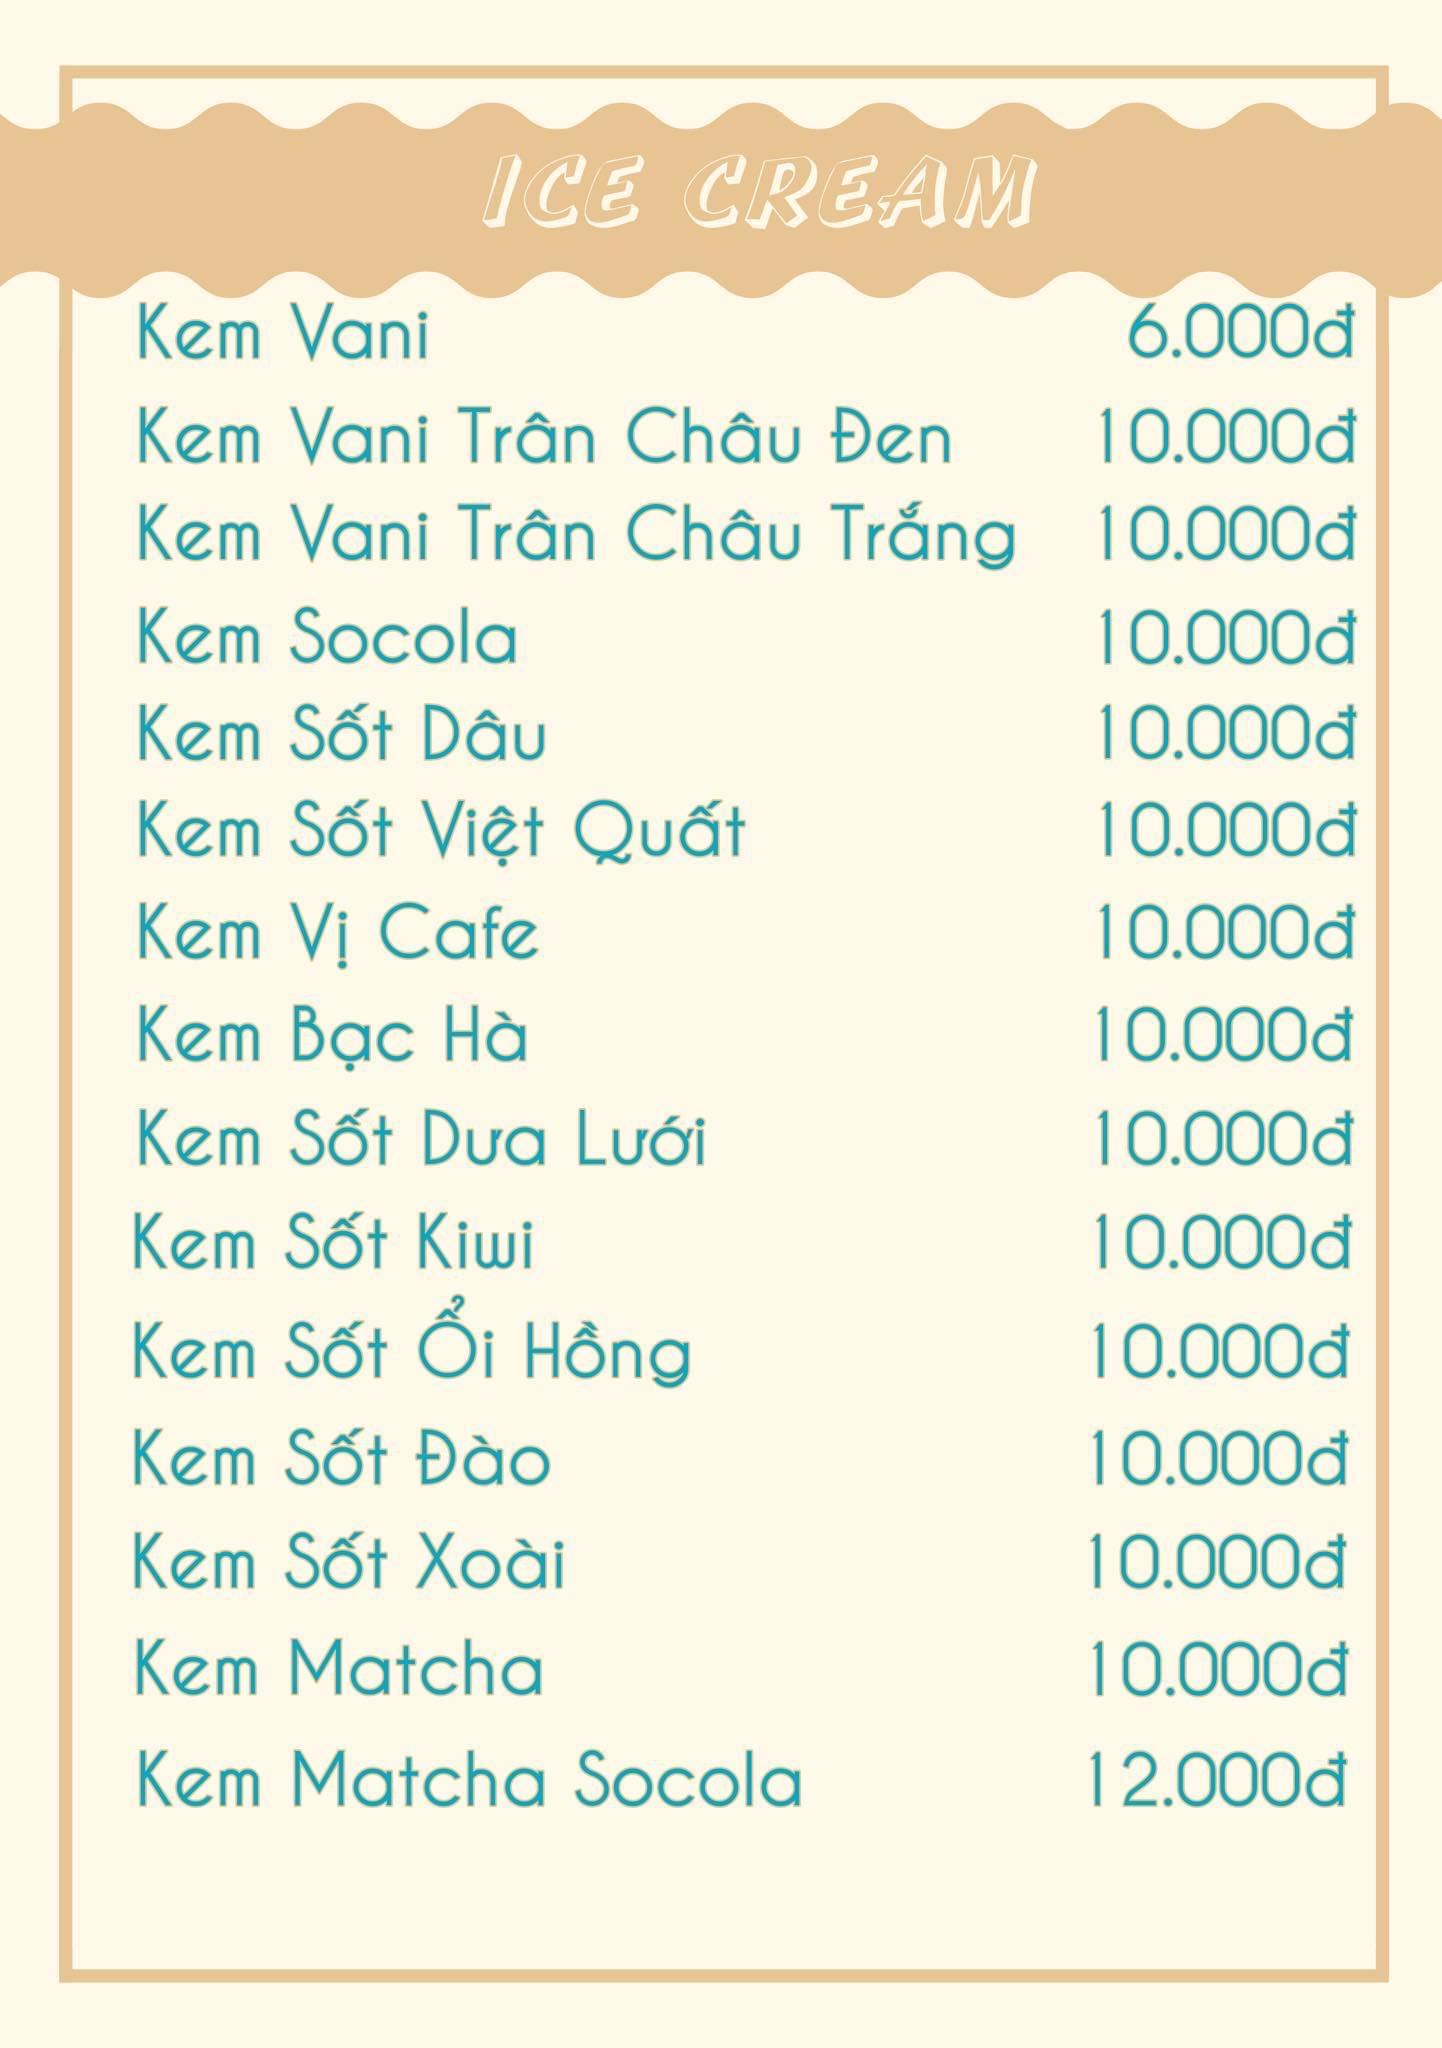 ICE CREAM
Kem Vani 6.000đ
Kem Vani Trân Châu Đen 10.000đ
Kem Vani Trân Châu Trắng 10.000đ
Kem Socola 10.000đ
Kem Sốt Dâu 10.000đ
Kem Sốt Việt Quất 10.000đ
Kem Vị Cafe 10.000đ
Kem Bạc Hà 10.000đ
Kem Sốt Dưa Lưới 10.000đ
Kem Sốt Kiwi 10.000đ
Kem Sốt Ổi Hồng 10.000đ
Kem Sốt Đào 10.000đ
Kem Sốt Xoài 10.000đ
Kem Matcha 10.000đ
Kem Matcha Socola 12.000đ